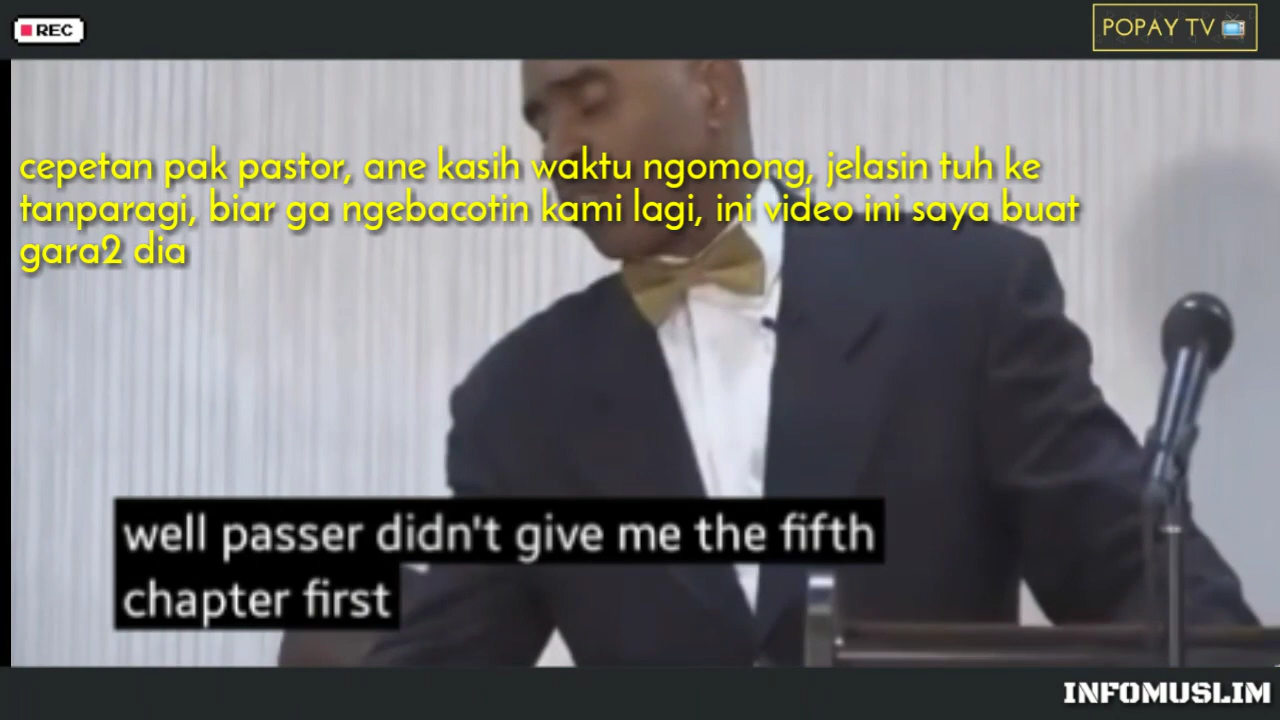 REC
POPAY TV
cepetan pak pastor, ane kasih waktu ngomong, jelasin tuh ke
tanparagi, biar ga ngebacotin kami lagi, ini video ini saya buat
gara2 dia
well passer didn't give me the fifth
chapter first
INFOMUSLIM